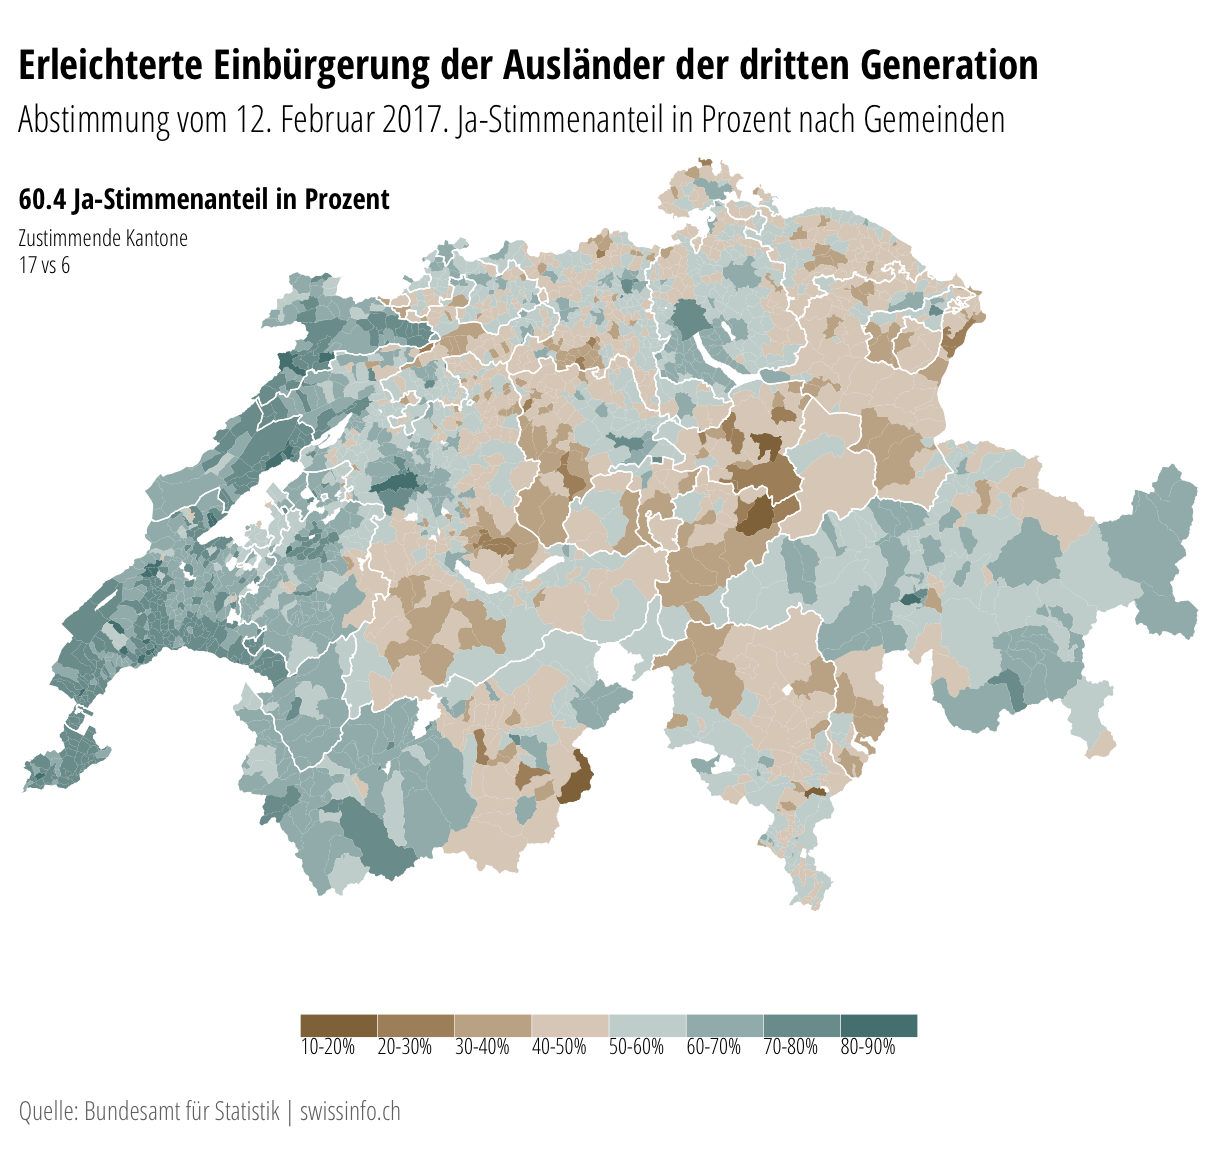 Erleichterte Einbürgerung der Ausländer der dritten Generation
Abstimmung vom 12. Februar 2017. Ja-Stimmenanteil in Prozent nach Gemeinden
60.4 Ja-Stimmenanteil in Prozent
Zustimmende Kantone
17 vs 6
10-20% 20-30% 30-40% 40-50% 50-60% 60-70% 70-80% 80-90%
Quelle: Bundesamt für Statistik | swissinfo.ch